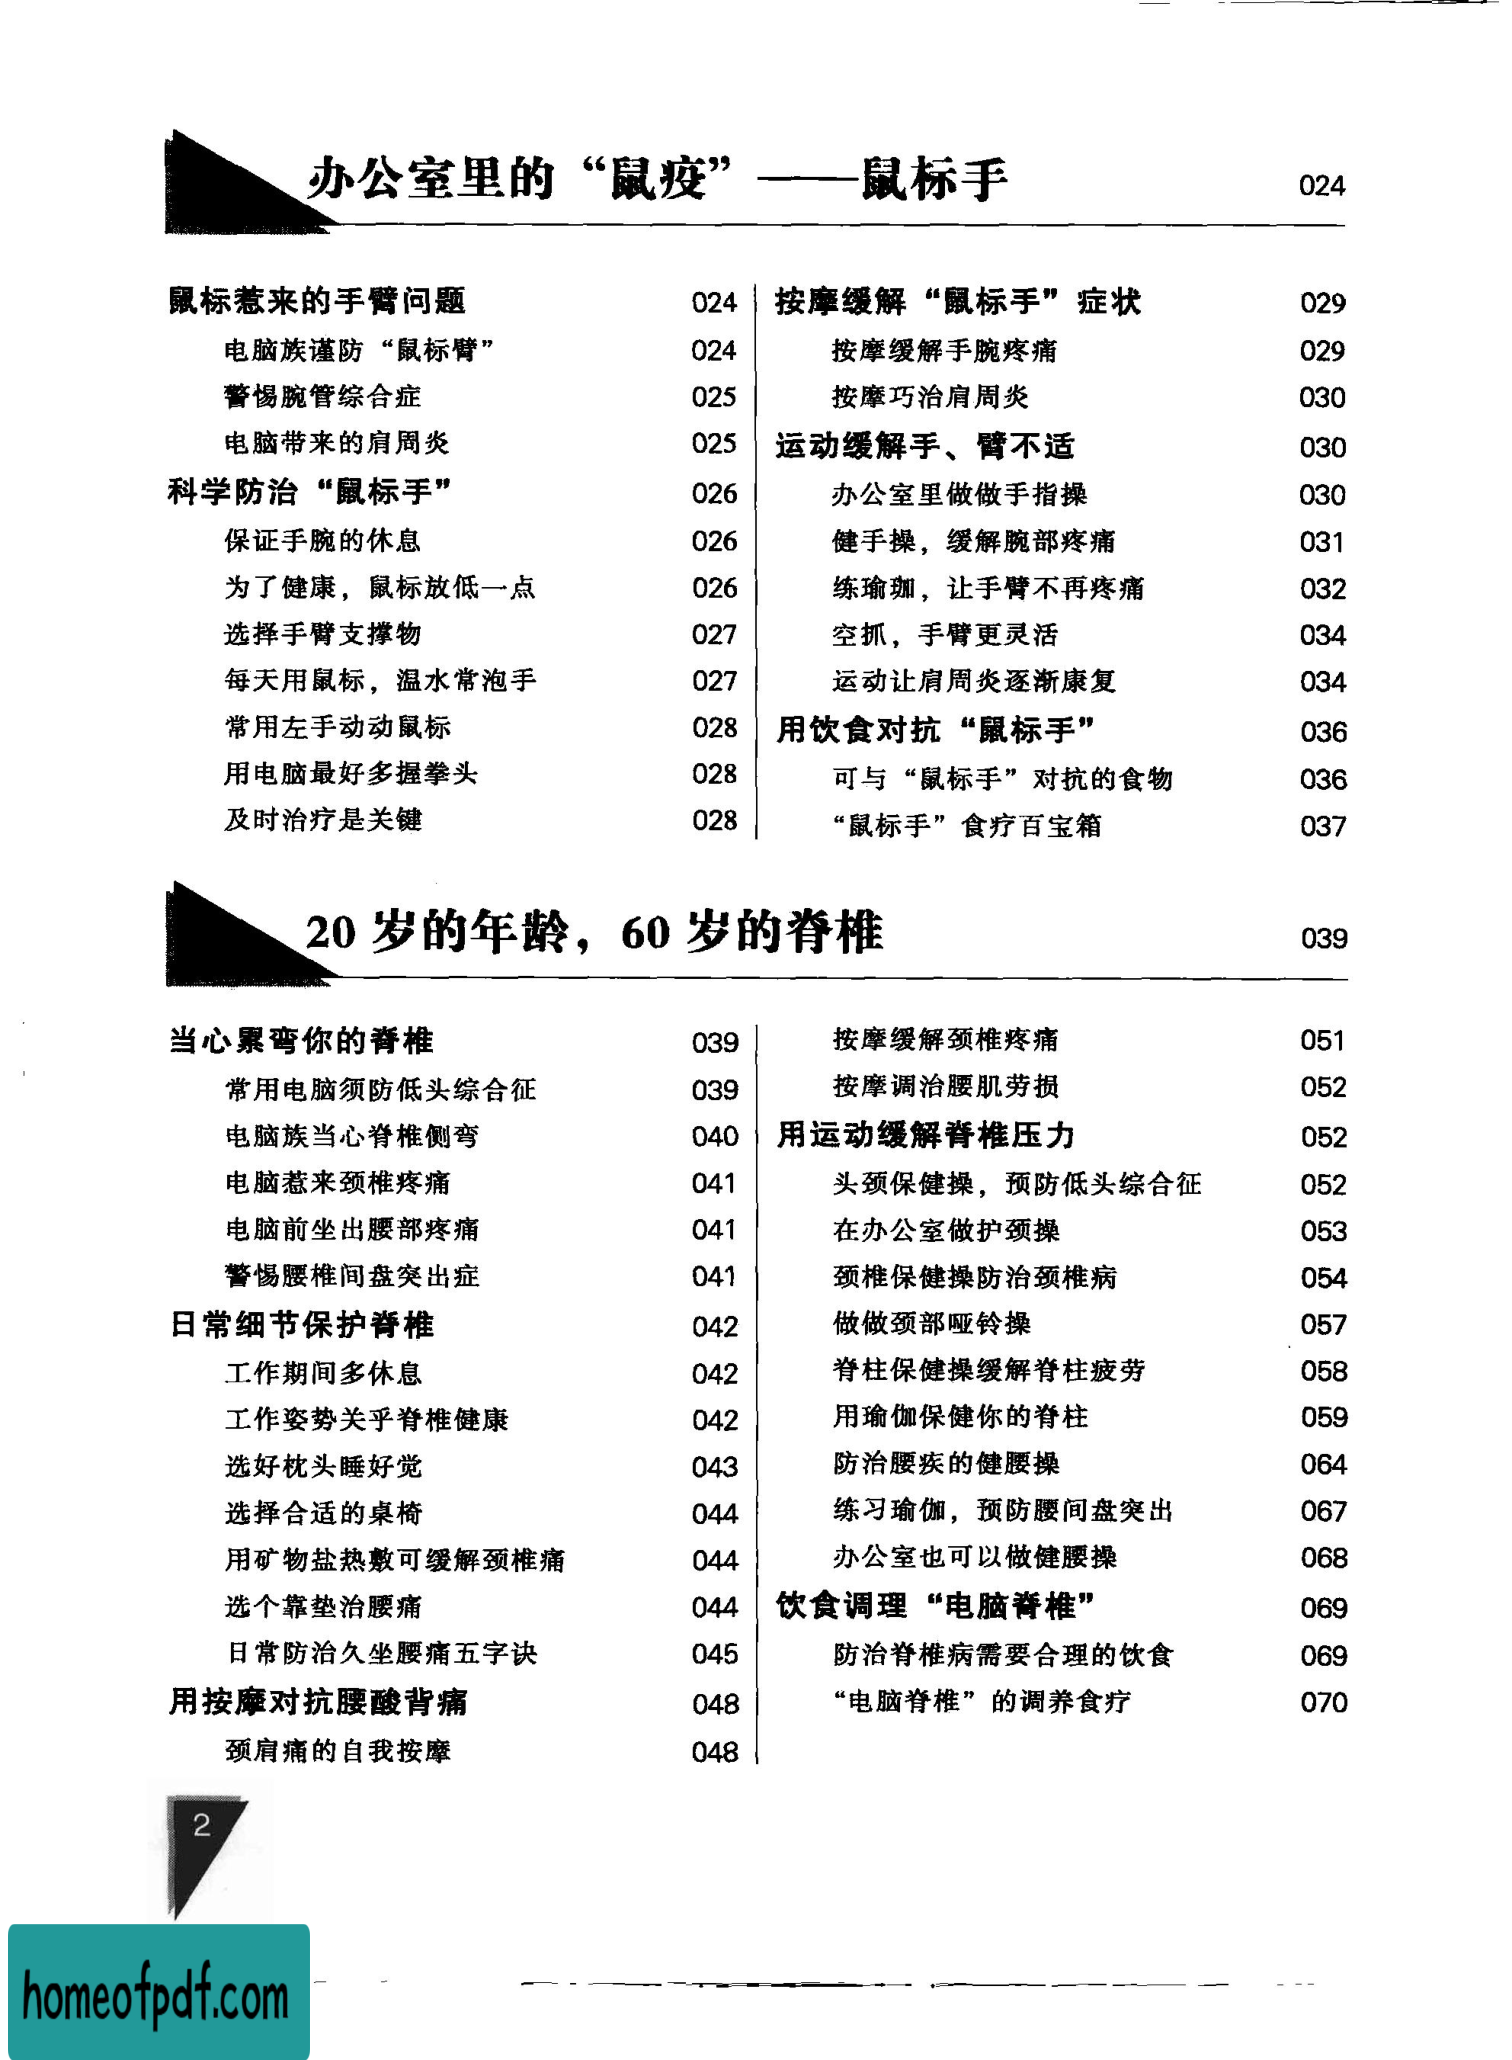 办公室里的“鼠疫”——鼠标手 024
鼠标惹来的手臂问题 024
电脑族谨防“鼠标臂” 024
警惕腕管综合症 025
电脑带来的肩周炎 025
科学防治“鼠标手” 026
保证手腕的休息 026
为了健康，鼠标放低一点 026
选择手臂支撑物 027
每天用鼠标，温水常泡手 027
常用左手动动鼠标 028
用电脑最好多握拳头 028
及时治疗是关键 028
按摩缓解“鼠标手”症状 029
按摩缓解手腕疼痛 029
按摩巧治肩周炎 030
运动缓解手、臂不适 030
办公室里做做手指操 030
健手操，缓解腕部疼痛 031
练瑜珈，让手臂不再疼痛 032
空抓，手臂更灵活 034
运动让肩周炎逐渐康复 034
用饮食对抗“鼠标手” 036
可与“鼠标手”对抗的食物 036
“鼠标手”食疗百宝箱 037
20 岁的年龄，60 岁的脊椎 039
当心累弯你的脊椎 039
常用电脑须防低头综合征 039
电脑族当心脊椎侧弯 040
电脑惹来颈椎疼痛 041
电脑前坐出腰部疼痛 041
警惕腰椎间盘突出症 041
日常细节保护脊椎 042
工作期间多休息 042
工作姿势关乎脊椎健康 042
选好枕头睡好觉 043
选择合适的桌椅 044
用矿物盐热敷可缓解颈椎痛 044
选个靠垫治腰痛 044
日常防治久坐腰痛五字诀 045
用按摩对抗腰酸背痛 048
颈肩痛的自我按摩 048
按摩缓解颈椎疼痛 051
按摩调治腰肌劳损 052
用运动缓解脊椎压力 052
头颈保健操，预防低头综合征 052
在办公室做护颈操 053
颈椎保健操防治颈椎病 054
做做颈部哑铃操 057
脊柱保健操缓解脊柱疲劳 058
用瑜伽保健你的脊柱 059
防治腰疾的健腰操 064
练习瑜伽，预防腰间盘突出 067
办公室也可以做健腰操 068
饮食调理“电脑脊椎” 069
防治脊椎病需要合理的饮食 069
“电脑脊椎”的调养食疗 070
2
homeofpdf.com